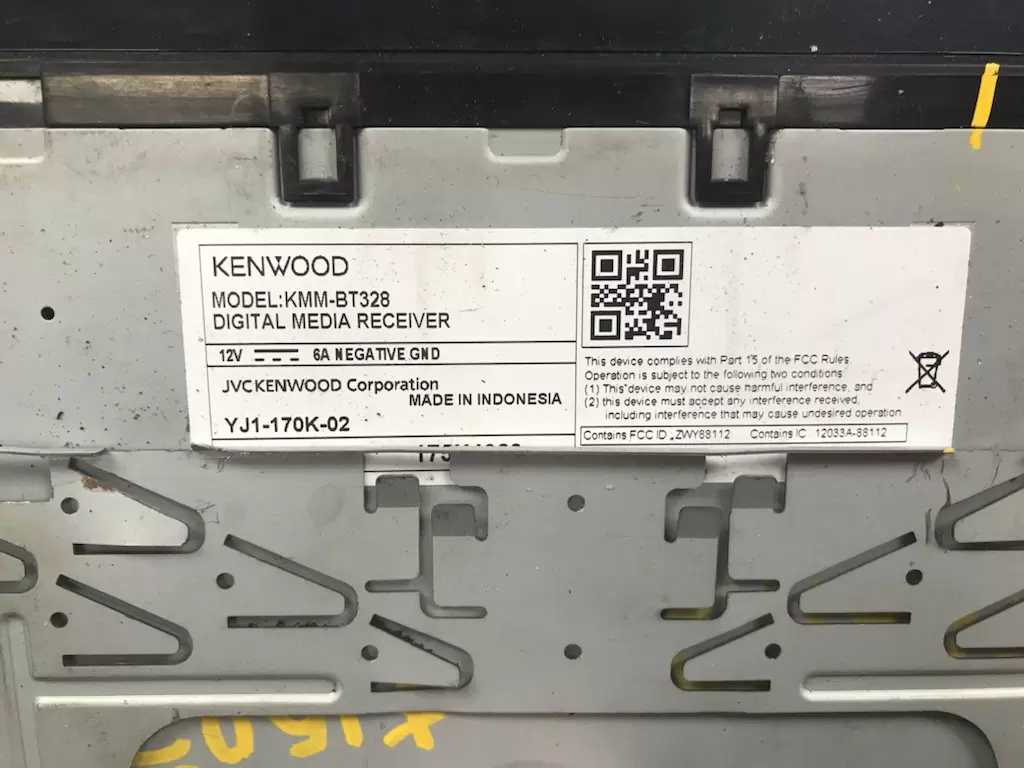 KENWOOD
MODEL:KMM-BT328
DIGITAL MEDIA RECEIVER
12V 6A NEGATIVE GND
JVCKENWOOD Corporation
MADE IN INDONESIA
YJ1-170K-02
This device complies with Part 15 of the FCC Rules.
Operation is subject to the following two conditions:
(1) This device may not cause harmful interference, and
(2) this device must accept any interference received,
including interference that may cause undesired operation.
Contains FCC ID : ZWY88112 Contains IC : 12033A-88112